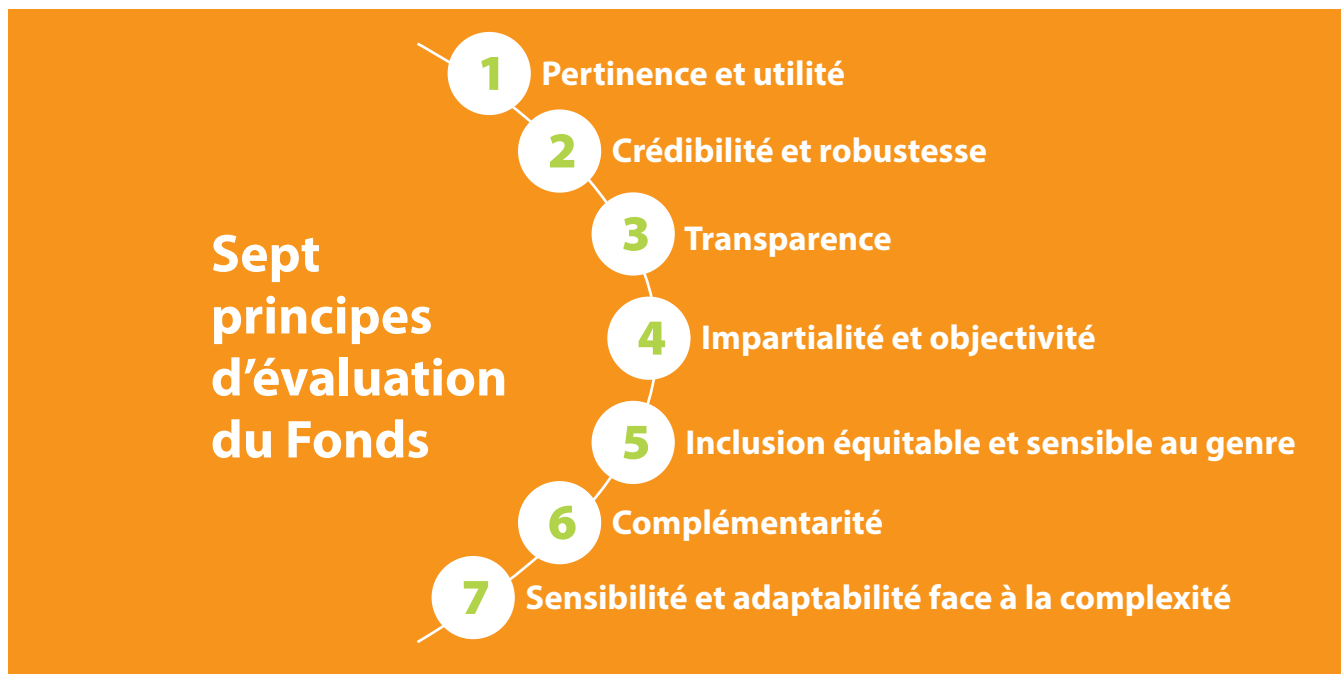 Sept
principes
d’évaluation
du Fonds
1 Pertinence et utilité
2 Crédibilité et robustesse
3 Transparence
4 Impartialité et objectivité
5 Inclusion équitable et sensible au genre
6 Complémentarité
7 Sensibilité et adaptabilité face à la complexité